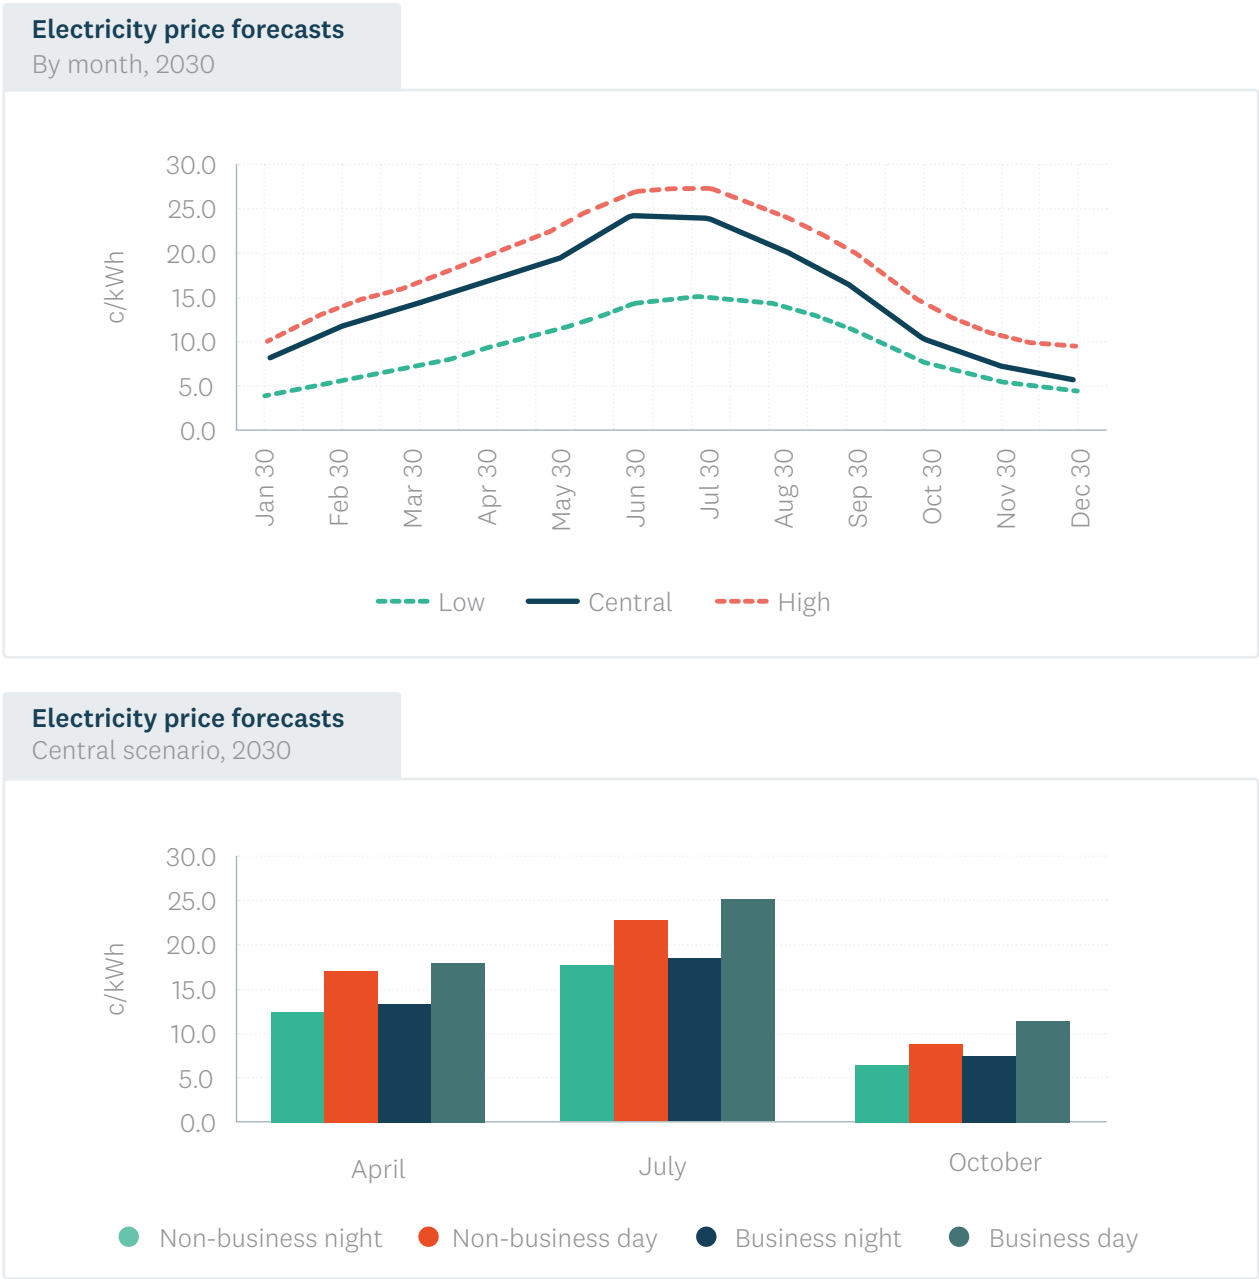 Electricity price forecasts
By month, 2030
30.0
25.0
20.0
15.0
10.0
5.0
0.0
c/kWh
Jan 30
Feb 30
Mar 30
Apr 30
May 30
Jun 30
Jul 30
Aug 30
Sep 30
Oct 30
Nov 30
Dec 30
Low Central High
Electricity price forecasts
Central scenario, 2030
30.0
25.0
20.0
15.0
10.0
5.0
0.0
c/kWh
April July October
Non-business night Non-business day Business night Business day